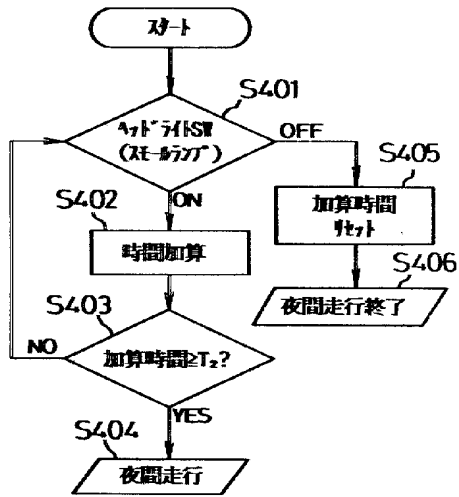 スタート
S401
ヘッドライトSW
(スモールランプ)
OFF
ON
S405
加算時間
リセット
S402
時間加算
S406
夜間走行終了
S403
加算時間≧T₂?
NO
YES
S404
夜間走行